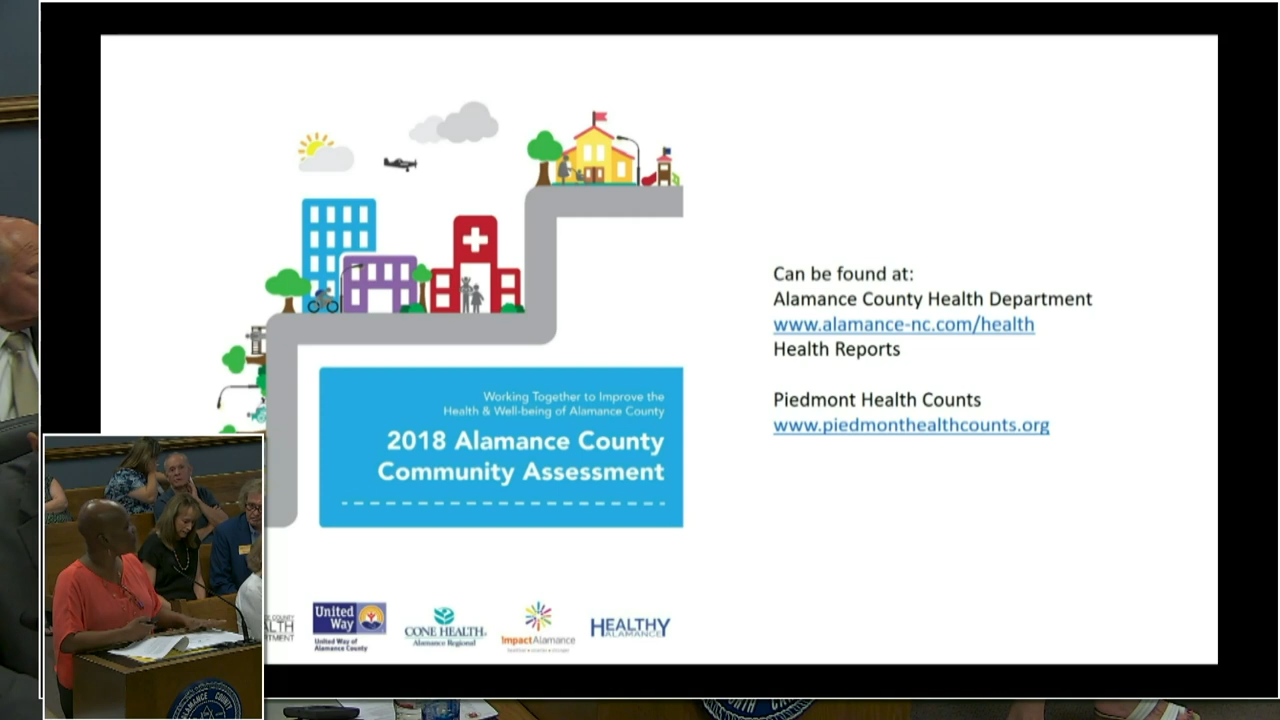 Can be found at:
Alamance County Health Department
www.alamance-nc.com/health
Health Reports
Piedmont Health Counts
www.piedmonthealthcounts.org
Working Together to Improve the
Health & Well-being of Alamance County
2018 Alamance County
Community Assessment
United
Way
United Way of
Alamance County
CONE HEALTH
Alamance Regional
ImpactAlamance
HEALTHY
ALAMANCE
ALAMANCE COUNTY